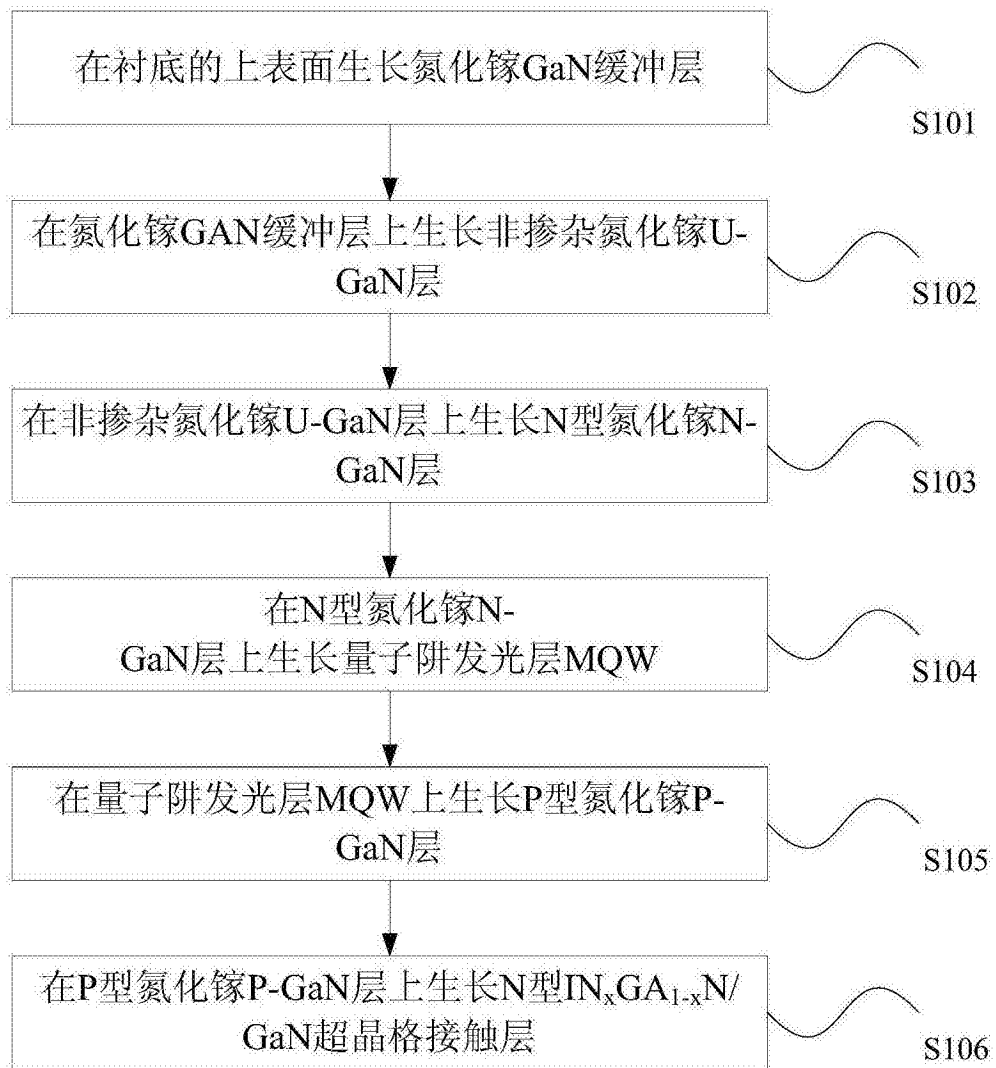 在衬底的上表面生长氮化镓GaN缓冲层
S101
在氮化镓GAN缓冲层上生长非掺杂氮化镓U-
GaN层
S102
在非掺杂氮化镓U-GaN层上生长N型氮化镓N-
GaN层
S103
在N型氮化镓N-
GaN层上生长量子阱发光层MQW
S104
在量子阱发光层MQW上生长P型氮化镓P-
GaN层
S105
在P型氮化镓P-GaN层上生长N型INₓGA₁₋ₓN/
GaN超晶格接触层
S106